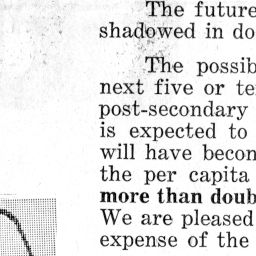 The future
shadowed in do
The possib
next five or te
post-secondary
is expected to
will have becom
the per capita
more than doub
We are pleased
expense of the